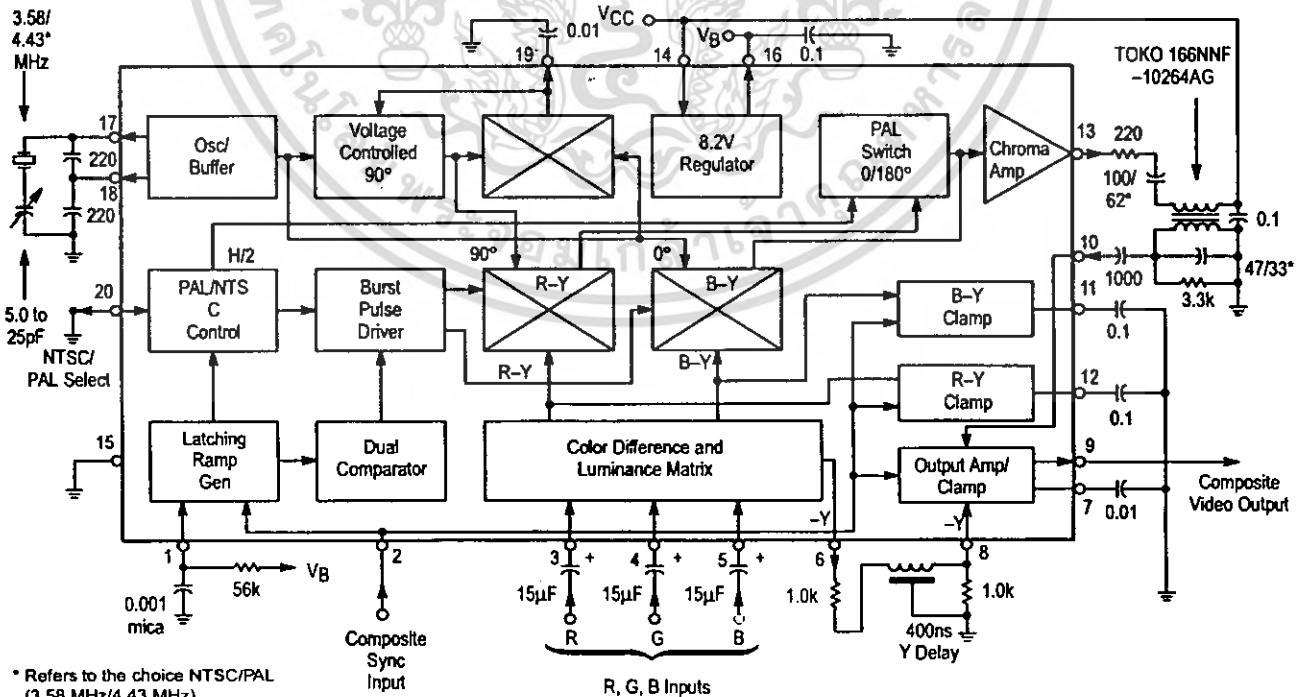 3.58/
4.43*
MHz
0.01
19
VCC
VB
14
16
0.1
TOKO 166NNF
–10264AG
17
220
18
220
Osc/
Buffer
Voltage
Controlled
90°
8.2V
Regulator
PAL
Switch
0/180°
Chroma
Amp
13
220
100/
62*
0.1
10
1000
47/33*
3.3k
H/2
90°
0°
20
5.0 to
25pF
NTSC/
PAL Select
PAL/NTS
C
Control
Burst
Pulse
Driver
R–Y
B–Y
B–Y
Clamp
11
0.1
R–Y
B–Y
R–Y
Clamp
12
0.1
15
Latching
Ramp
Gen
Dual
Comparator
Color Difference and
Luminance Matrix
Output Amp/
Clamp
9
Composite
Video Output
7
0.01
–Y
–Y
1
2
3
+
4
+
5
+
6
8
56k
VB
0.001
mica
15µF
15µF
15µF
1.0k
1.0k
400ns
Y Delay
Composite
Sync
Input
R
G
B
R, G, B Inputs
* Refers to the choice NTSC/PAL
(3.58 MHz/4.43 MHz)